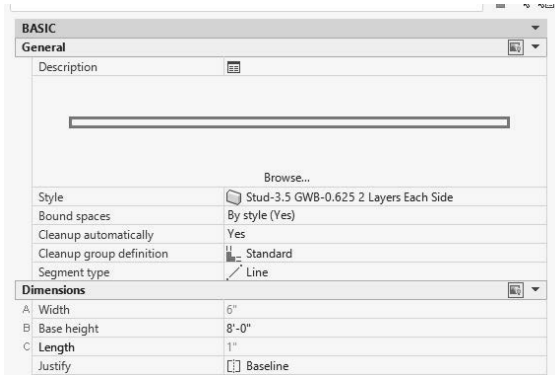 BASIC
General
Description
Browse...
Style Stud-3.5 GWB-0.625 2 Layers Each Side
Bound spaces By style (Yes)
Cleanup automatically Yes
Cleanup group definition Standard
Segment type Line
Dimensions
A Width 6"
B Base height 8'-0"
C Length 1"
Justify Baseline